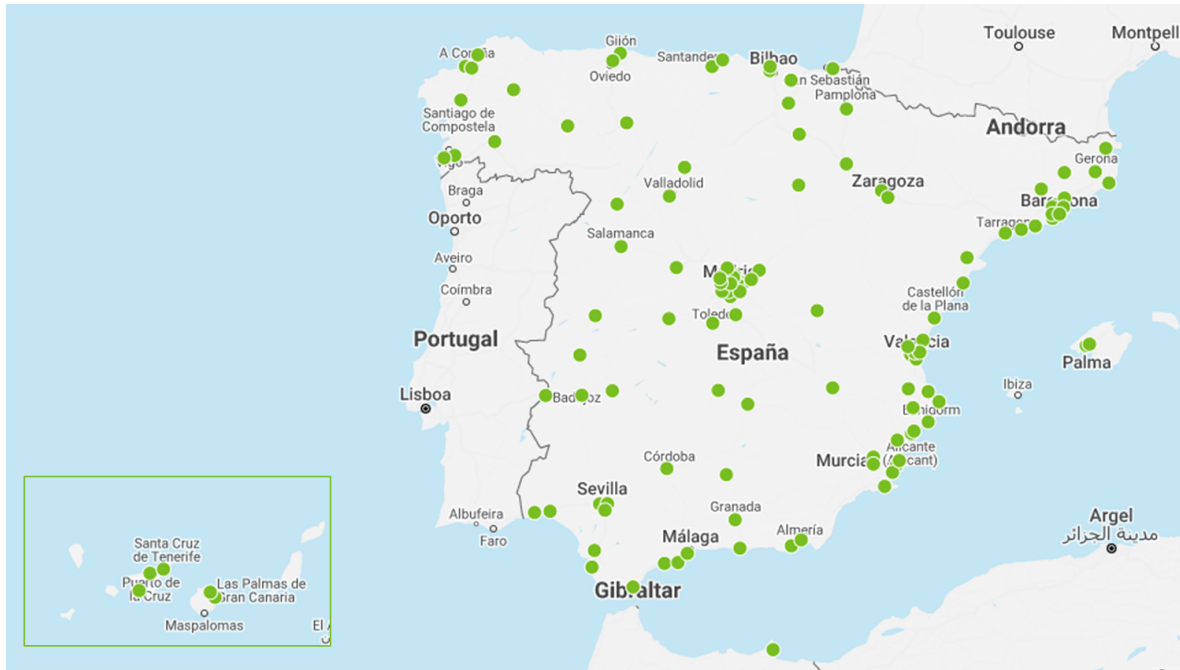 Toulouse
Montpell
Gijón
A Coruña
Santander
Bilbao
Oviedo
n Sebastián
Pamplona
Santiago de
Compostela
Andorra
Gerona
Valladolid
Zaragoza
Braga
Barcelona
Oporto
Tarragon
Salamanca
Aveiro
Madrid
Coímbra
Castellón
de la Plana
Toledo
Portugal
España
Valencia
Palma
Ibiza
Lisboa
Badajoz
Benidorm
Córdoba
Murcia
Alicante
(Alacant)
Sevilla
Granada
Albufeira
Faro
Almería
Málaga
Argel
مدينة الجزائر
Gibraltar
Santa Cruz
de Tenerife
Puerto de
la Cruz
Las Palmas de
Gran Canaria
Maspalomas
El